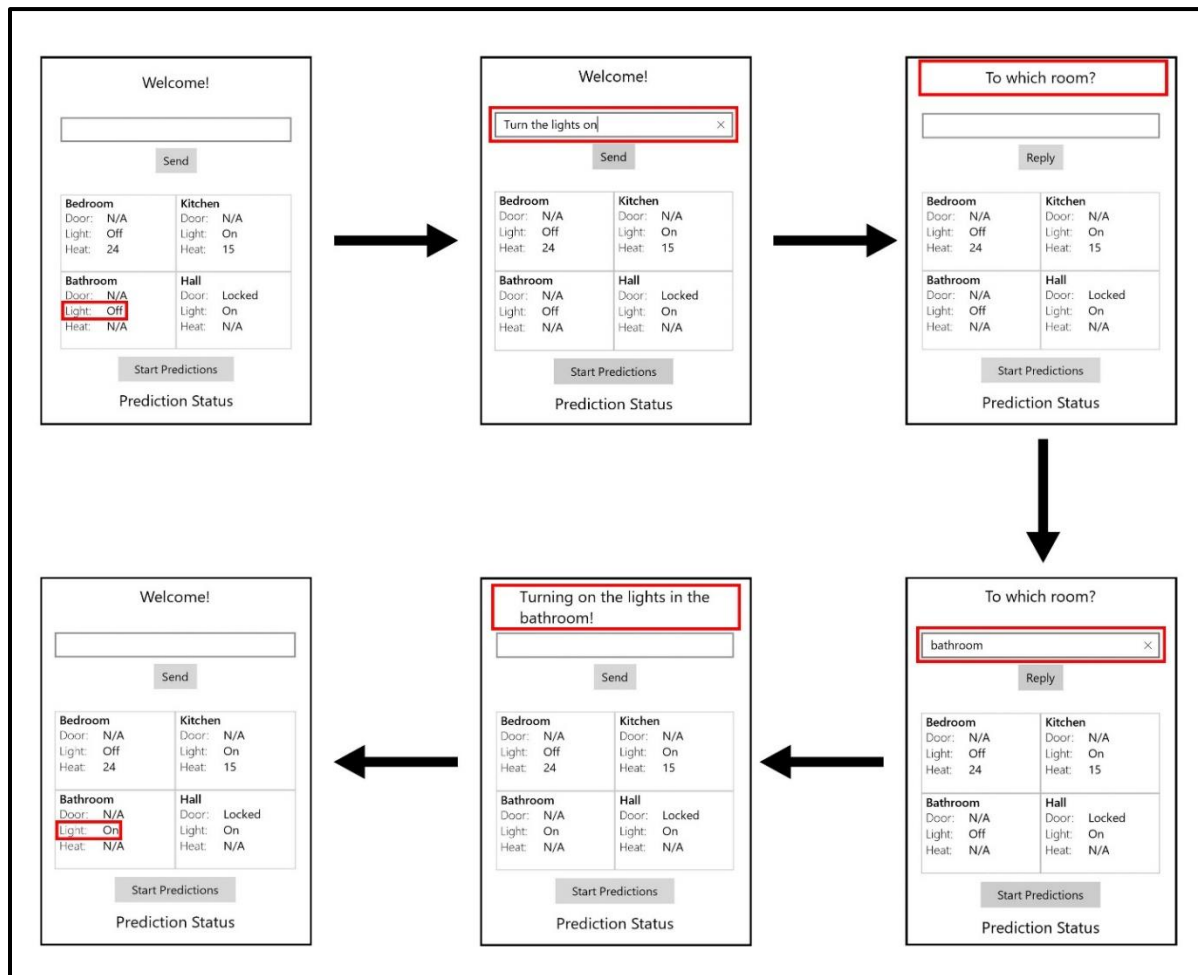 Welcome!
Send
Bedroom Kitchen
Door: N/A Door: N/A
Light: Off Light: On
Heat: 24 Heat: 15
Bathroom Hall
Door: N/A Door: Locked
Light: Off Light: On
Heat: N/A Heat: N/A
Start Predictions
Prediction Status
Welcome!
Turn the lights on
Send
Bedroom Kitchen
Door: N/A Door: N/A
Light: Off Light: On
Heat: 24 Heat: 15
Bathroom Hall
Door: N/A Door: Locked
Light: Off Light: On
Heat: N/A Heat: N/A
Start Predictions
Prediction Status
To which room?
Reply
Bedroom Kitchen
Door: N/A Door: N/A
Light: Off Light: On
Heat: 24 Heat: 15
Bathroom Hall
Door: N/A Door: Locked
Light: Off Light: On
Heat: N/A Heat: N/A
Start Predictions
Prediction Status
To which room?
bathroom
Reply
Bedroom Kitchen
Door: N/A Door: N/A
Light: Off Light: On
Heat: 24 Heat: 15
Bathroom Hall
Door: N/A Door: Locked
Light: Off Light: On
Heat: N/A Heat: N/A
Start Predictions
Prediction Status
Turning on the lights in the
bathroom!
Send
Bedroom Kitchen
Door: N/A Door: N/A
Light: Off Light: On
Heat: 24 Heat: 15
Bathroom Hall
Door: N/A Door: Locked
Light: On Light: On
Heat: N/A Heat: N/A
Start Predictions
Prediction Status
Welcome!
Send
Bedroom Kitchen
Door: N/A Door: N/A
Light: Off Light: On
Heat: 24 Heat: 15
Bathroom Hall
Door: N/A Door: Locked
Light: On Light: On
Heat: N/A Heat: N/A
Start Predictions
Prediction Status